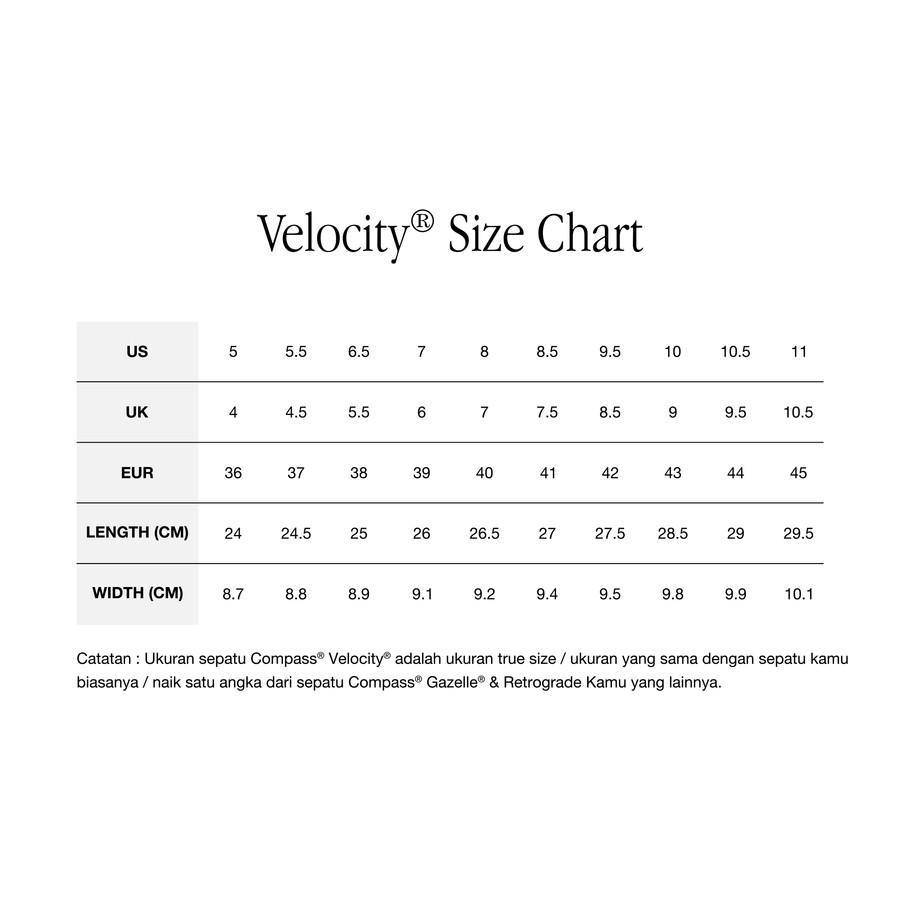 Velocity® Size Chart
US 5 5.5 6.5 7 8 8.5 9.5 10 10.5 11
UK 4 4.5 5.5 6 7 7.5 8.5 9 9.5 10.5
EUR 36 37 38 39 40 41 42 43 44 45
LENGTH (CM) 24 24.5 25 26 26.5 27 27.5 28.5 29 29.5
WIDTH (CM) 8.7 8.8 8.9 9.1 9.2 9.4 9.5 9.8 9.9 10.1
Catatan : Ukuran sepatu Compass® Velocity® adalah ukuran true size / ukuran yang sama dengan sepatu kamu
biasanya / naik satu angka dari sepatu Compass® Gazelle® & Retrograde Kamu yang lainnya.